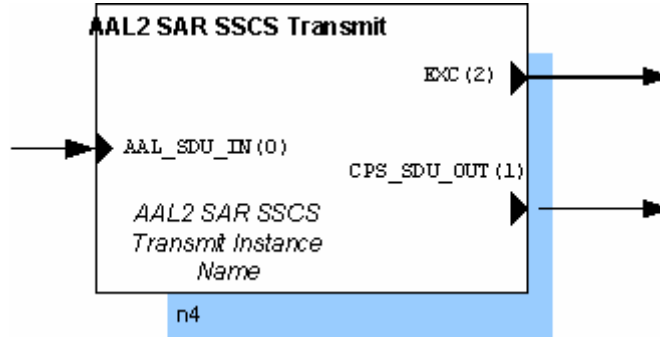 AAL2 SAR SSCS Transmit
EXC(2)
AAL_SDU_IN(0)
CPS_SDU_OUT(1)
AAL2 SAR SSCS
Transmit Instance
Name
n4